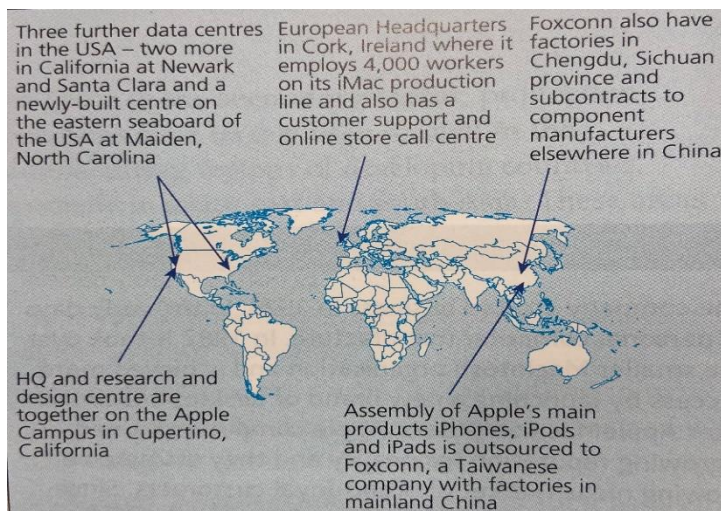 Three further data centres
in the USA – two more
in California at Newark
and Santa Clara and a
newly-built centre on
the eastern seaboard of
the USA at Maiden,
North Carolina
European Headquarters
in Cork, Ireland where it
employs 4,000 workers
on its iMac production
line and also has a
customer support and
online store call centre
Foxconn also have
factories in
Chengdu, Sichuan
province and
subcontracts to
component
manufacturers
elsewhere in China
HQ and research and
design centre are
together on the Apple
Campus in Cupertino,
California
Assembly of Apple's main
products iPhones, iPods
and iPads is outsourced to
Foxconn, a Taiwanese
company with factories in
mainland China